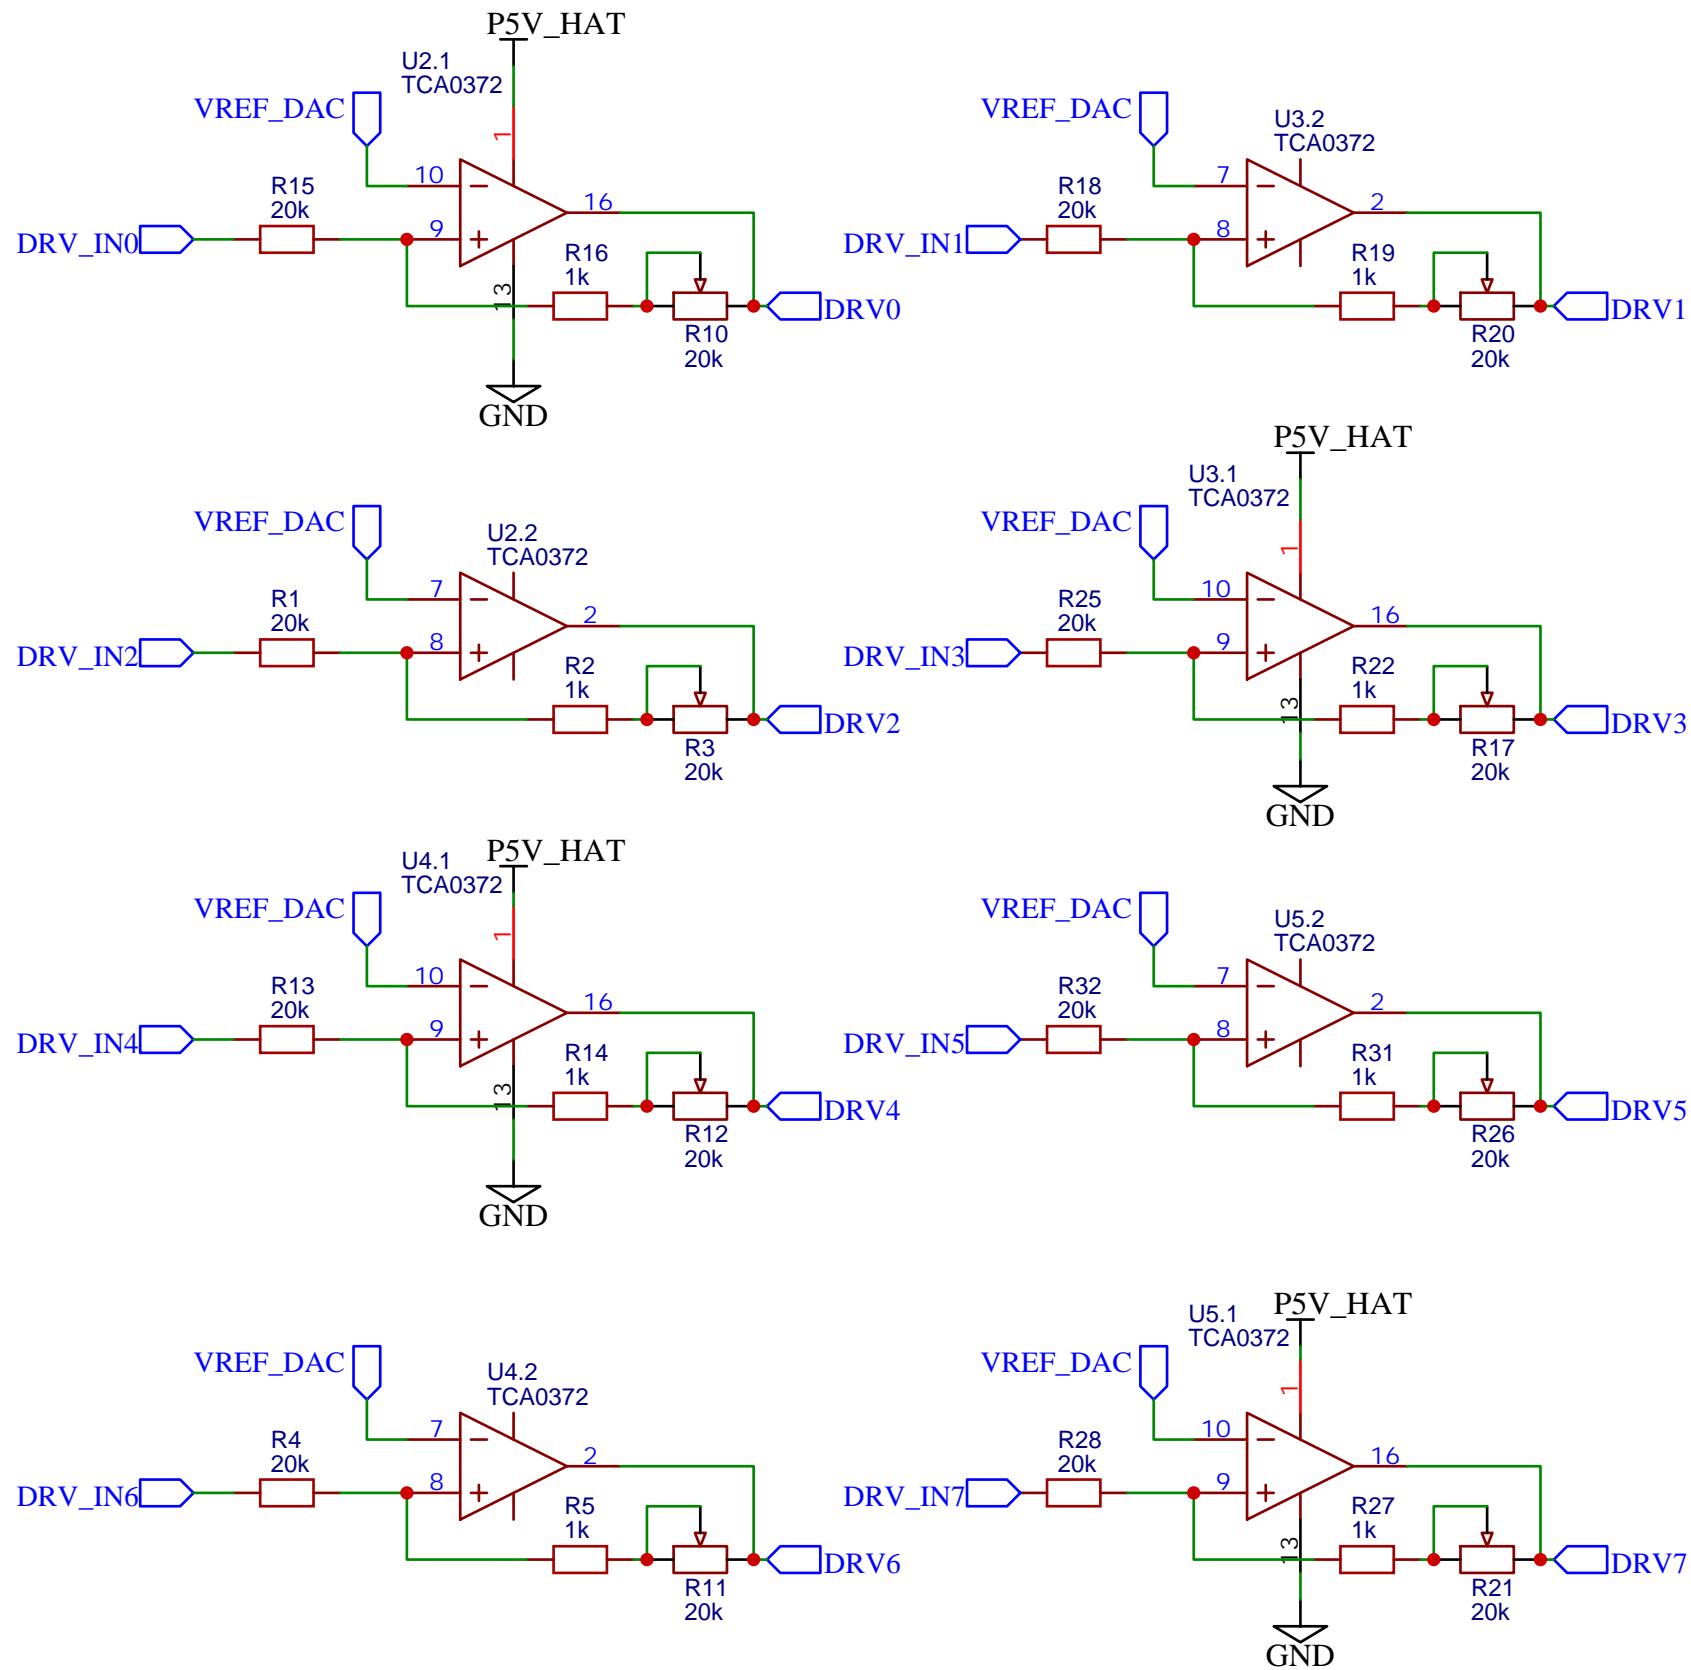 P5V_HAT
U2.1
TCA0372
VREF_DAC
1
10
9
16
13
R15
20k
DRV_IN0
R16
1k
R10
20k
DRV0
GND
VREF_DAC
U3.2
TCA0372
7
8
2
R18
20k
DRV_IN1
R19
1k
R20
20k
DRV1
VREF_DAC
U2.2
TCA0372
7
8
2
R1
20k
DRV_IN2
R2
1k
R3
20k
DRV2
P5V_HAT
U3.1
TCA0372
VREF_DAC
1
10
9
16
13
R25
20k
DRV_IN3
R22
1k
R17
20k
DRV3
GND
P5V_HAT
U4.1
TCA0372
VREF_DAC
1
10
9
16
13
R13
20k
DRV_IN4
R14
1k
R12
20k
DRV4
GND
VREF_DAC
U5.2
TCA0372
7
8
2
R32
20k
DRV_IN5
R31
1k
R26
20k
DRV5
VREF_DAC
U4.2
TCA0372
7
8
2
R4
20k
DRV_IN6
R5
1k
R11
20k
DRV6
P5V_HAT
U5.1
TCA0372
VREF_DAC
1
10
9
16
13
R28
20k
DRV_IN7
R27
1k
R21
20k
DRV7
GND